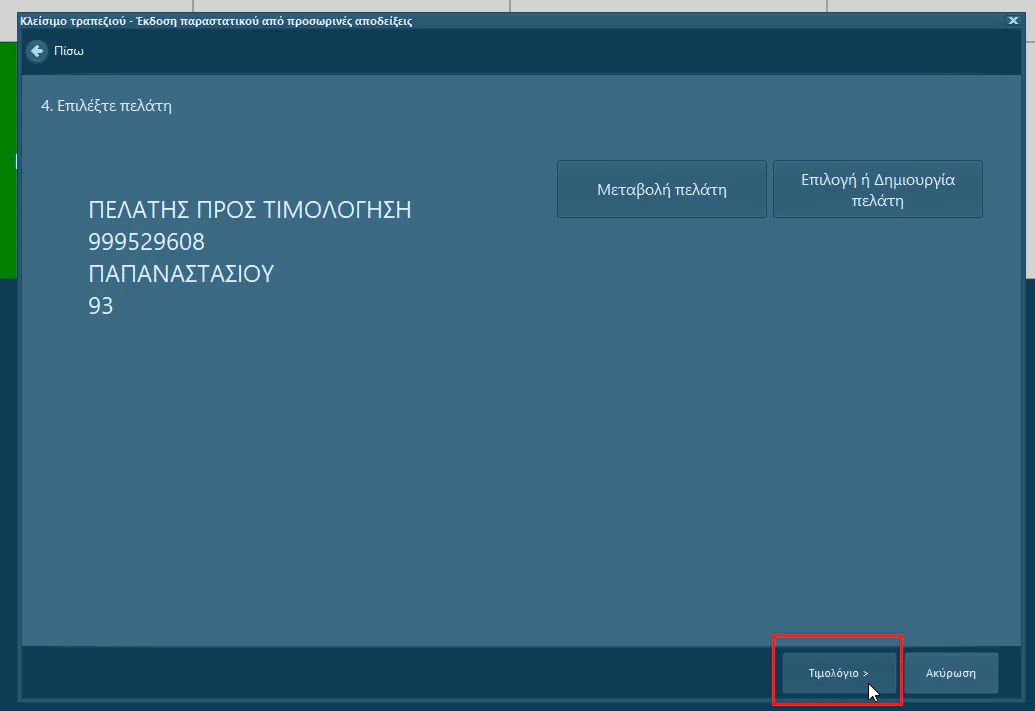 Κλείσιμο τραπεζιού - Έκδοση παραστατικού από προσωρινές αποδείξεις
Πίσω
4. Επιλέξτε πελάτη
Μεταβολή πελάτη
Επιλογή ή Δημιουργία
πελάτη
ΠΕΛΑΤΗΣ ΠΡΟΣ ΤΙΜΟΛΟΓΗΣΗ
999529608
ΠΑΠΑΝΑΣΤΑΣΙΟΥ
93
Τιμολόγιο >
Ακύρωση